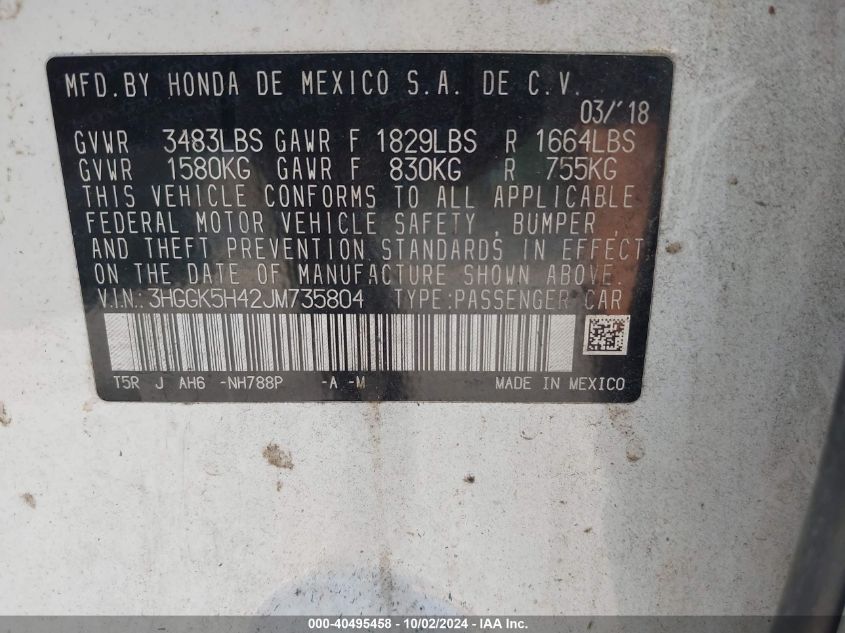 MFD.BY HONDA DE MEXICO S.A. DE C.V.
03/'18
GVWR 3483LBS GAWR F 1829LBS R 1664LBS
GVWR 1580KG GAWR F 830KG R 755KG
THIS VEHICLE CONFORMS TO ALL APPLICABLE
FEDERAL MOTOR VEHICLE SAFETY, BUMPER,
AND THEFT PREVENTION STANDARDS IN EFFECT
ON THE DATE OF MANUFACTURE SHOWN ABOVE.
V.I.N.: 3HGGK5H42JM735804 TYPE:PASSENGER CAR
T5R J AH6 -NH788P -A -M MADE IN MEXICO
000-40495458 - 10/02/2024 - IAA Inc.